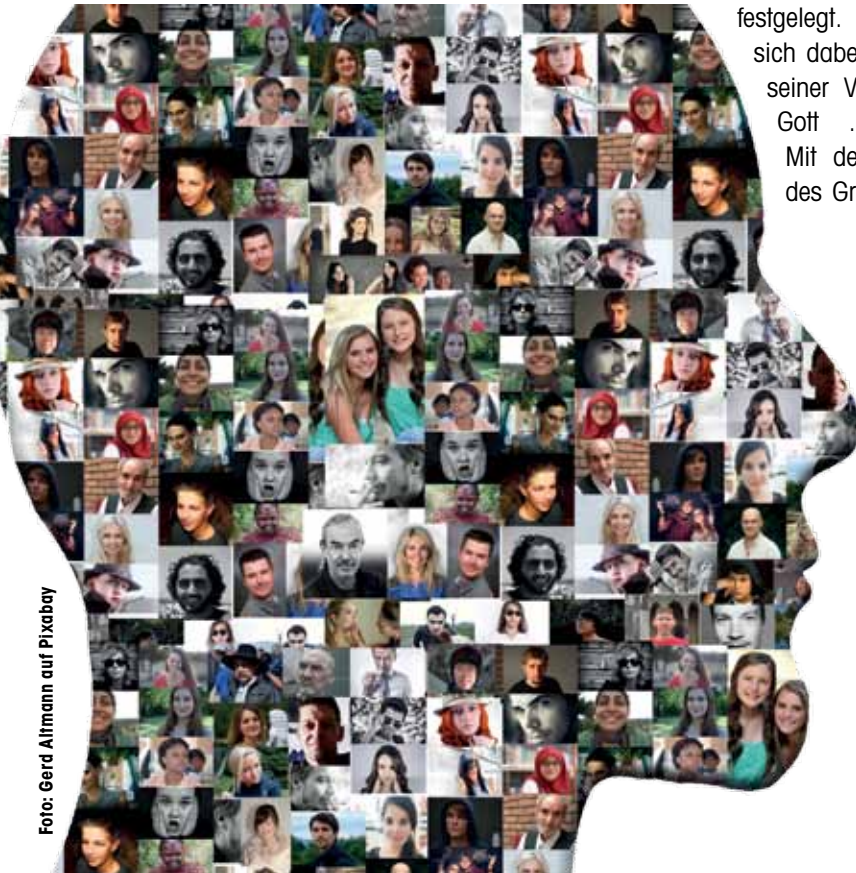 festgelegt.
sich dabe
seiner V
Gott .
Mit de
des Gr
Foto: Gerd Altmann auf Pixabay